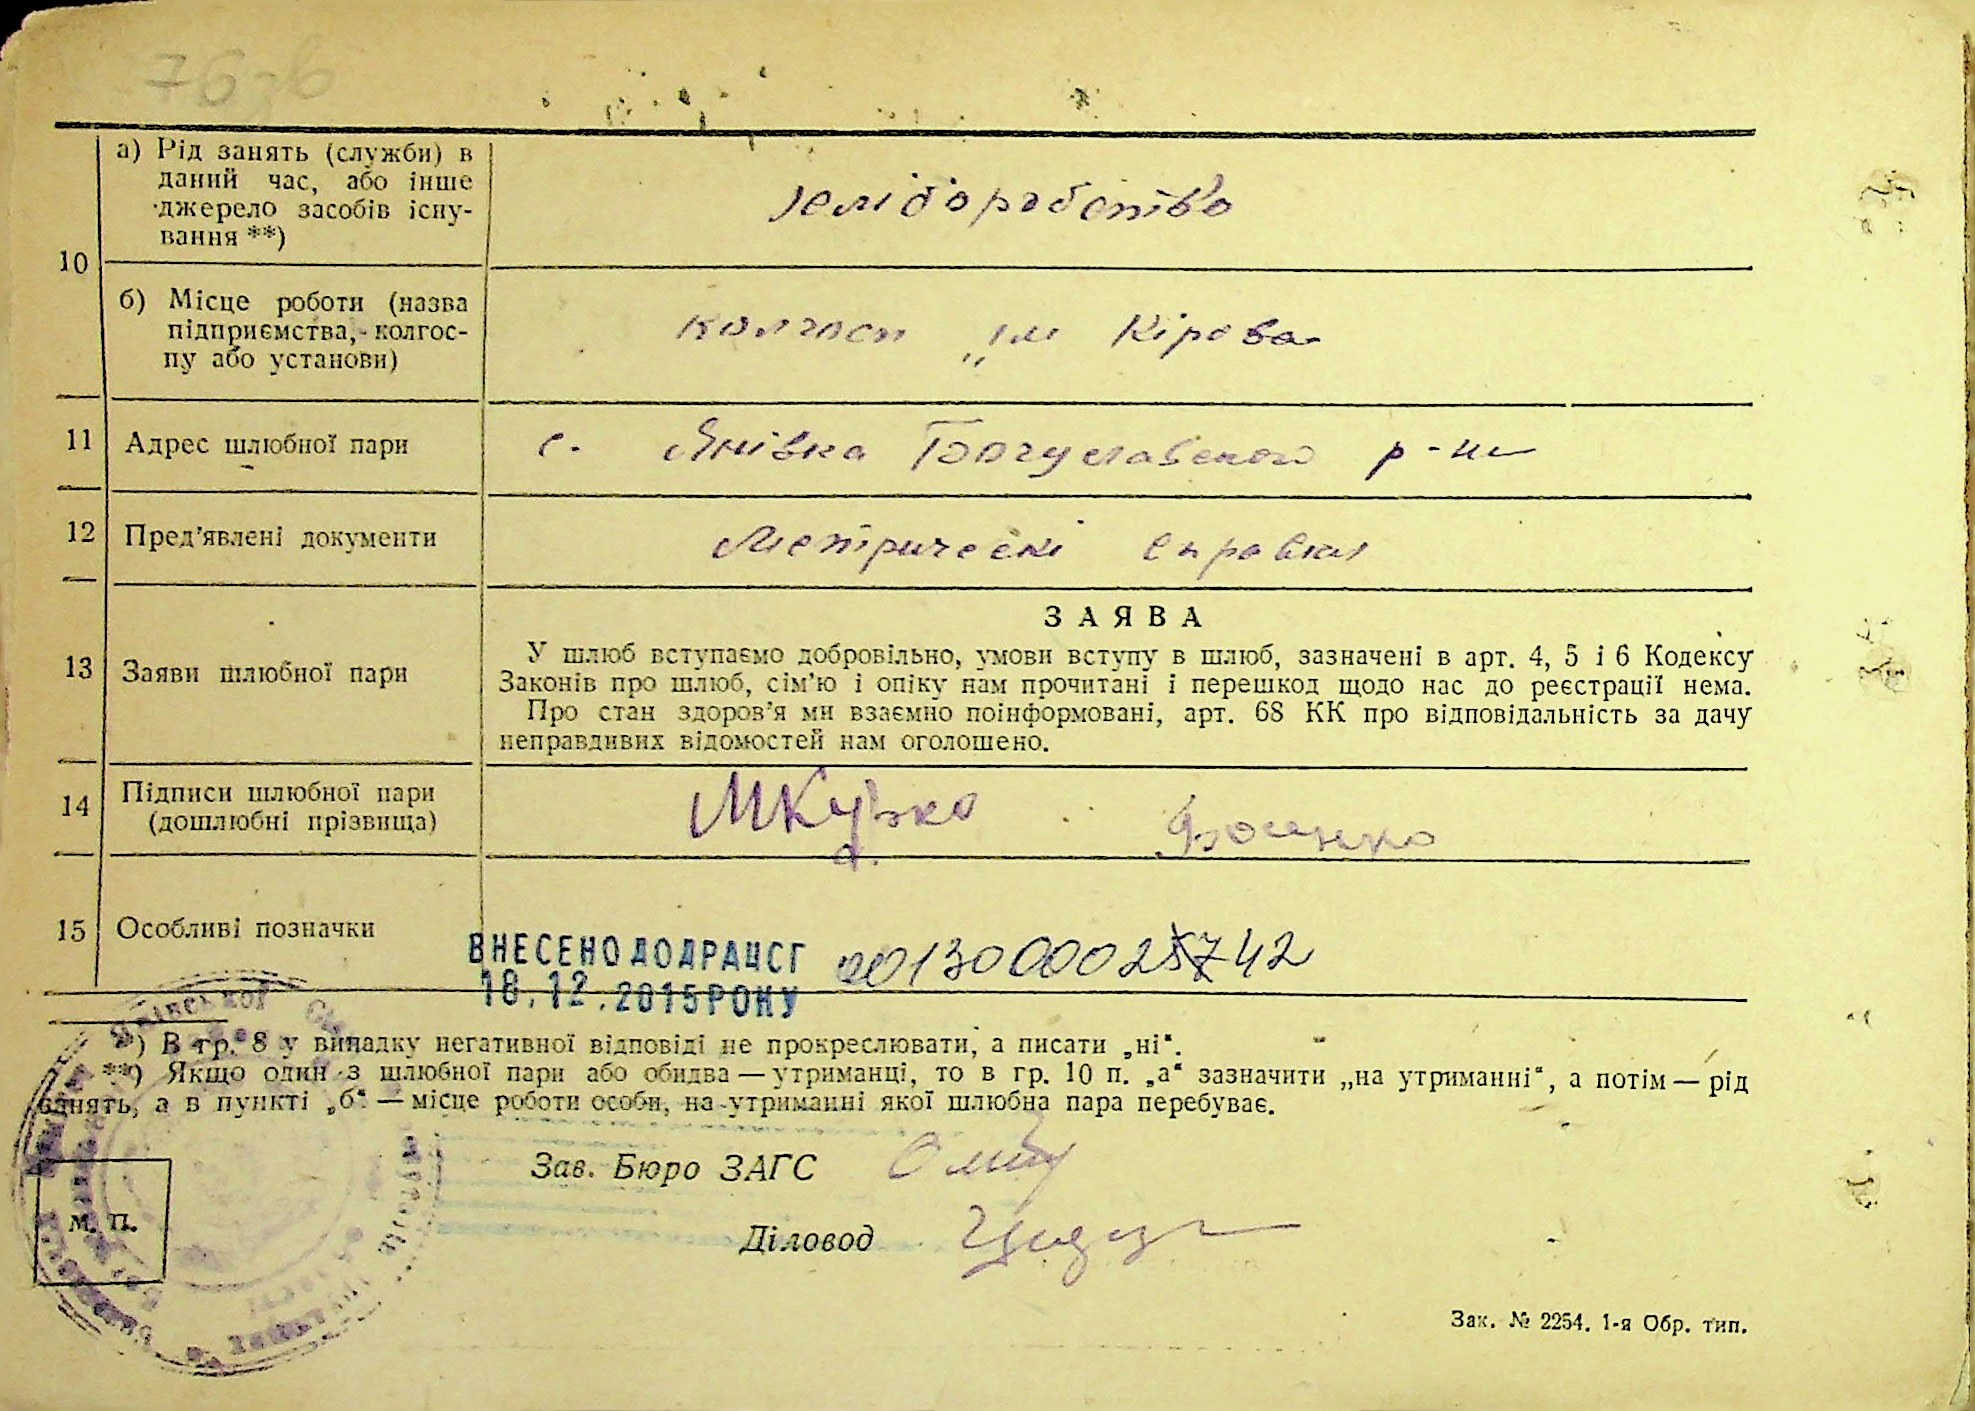 а) Рід занять (служби) в
даний час, або інше
джерело засобів існу-
вання **)
10
земіборобство
б) Місце роботи (назва
підприємства, колгос-
пу або установи)
колгосп „ім Кірова
11 Адрес шлюбної пари
с. Янівка Богуславского р-ну
12 Пред’явлені документи
Метрическі справки
ЗАЯВА
13 Заяви шлюбної пари
У шлюб вступаємо добровільно, умови вступу в шлюб, зазначені в арт. 4, 5 і 6 Кодексу
Законів про шлюб, сім’ю і опіку нам прочитані і перешкод щодо нас до реєстрації нема.
Про стан здоров’я ми взаємно поінформовані, арт. 68 КК про відповідальність за дачу
неправдивих відомостей нам оголошено.
14 Підписи шлюбної пари
(дошлюбні прізвища)
15 Особливі позначки
ВНЕСЕНО ДО ДРАЦСГ
18.12.2015 РОКУ
*) В гр. 8 у випадку негативної відповіді не прокреслювати, а писати „ні“.
**) Якщо один з шлюбної пари або обидва — утриманці, то в гр. 10 п. „а“ зазначити „на утриманні“, а потім — рід
занять, а в пункті „б“ — місце роботи особи, на утриманні якої шлюбна пара перебуває.
Зав. Бюро ЗАГС
Діловод
М. П.
Зак. № 2254. 1-я Обр. тип.